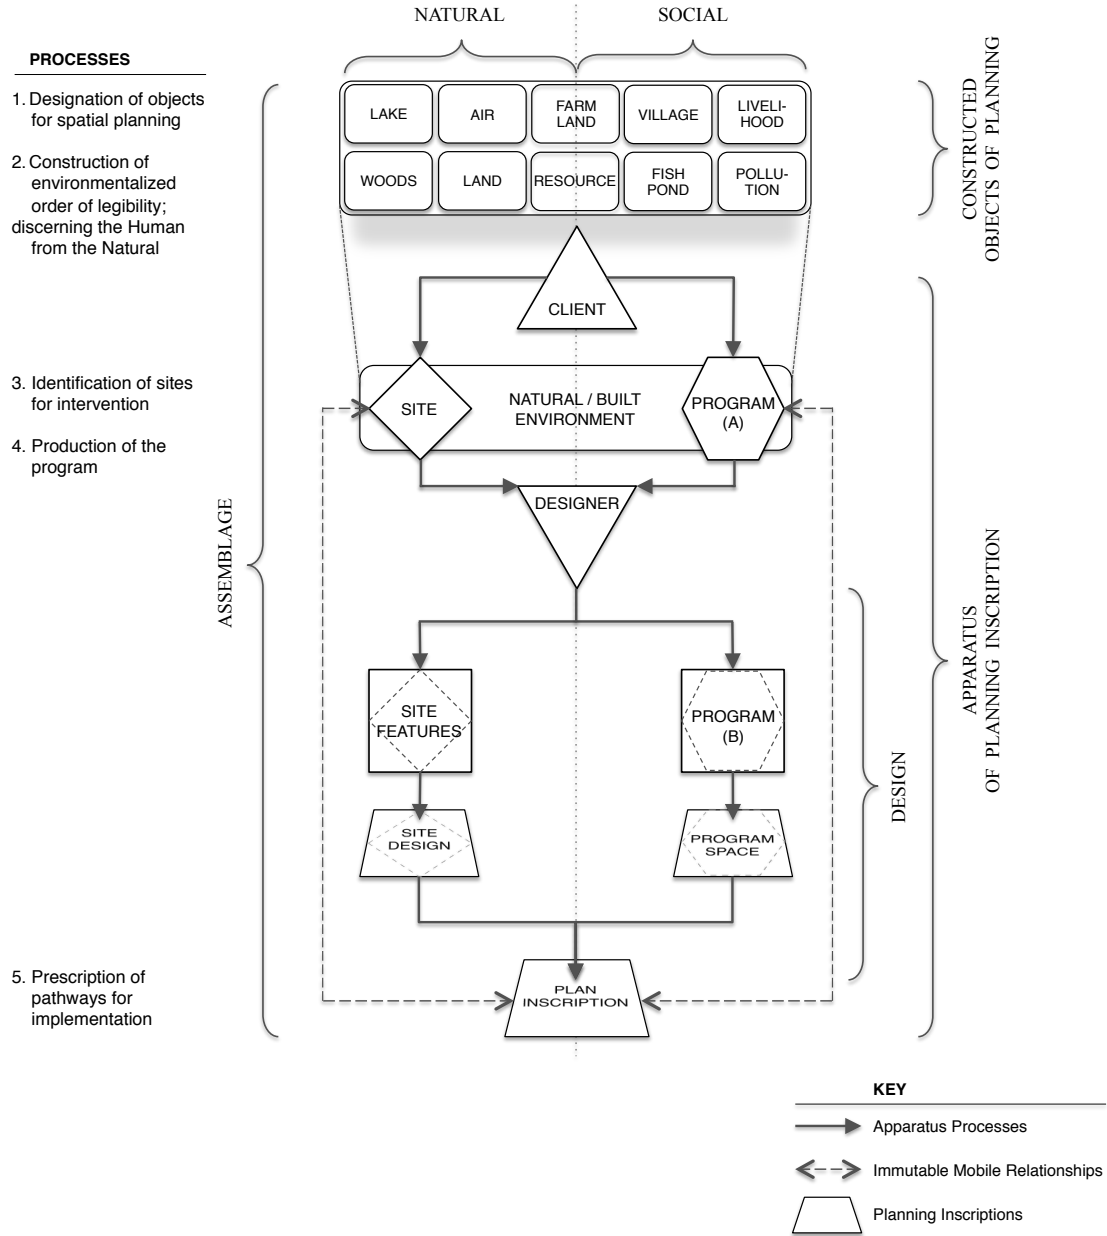 NATURAL
SOCIAL
PROCESSES
1. Designation of objects
for spatial planning
2. Construction of
environmentalized
order of legibility;
discerning the Human
from the Natural
3. Identification of sites
for intervention
4. Production of the
program
5. Prescription of
pathways for
implementation
ASSEMBLAGE
LAKE
AIR
FARM
LAND
VILLAGE
LIVELI-
HOOD
WOODS
LAND
RESOURCE
FISH
POND
POLLU-
TION
CLIENT
SITE
NATURAL / BUILT
ENVIRONMENT
PROGRAM
(A)
DESIGNER
SITE
FEATURES
PROGRAM
(B)
SITE
DESIGN
PROGRAM
SPACE
PLAN
INSCRIPTION
CONSTRUCTED
OBJECTS OF PLANNING
APPARATUS
OF PLANNING INSCRIPTION
DESIGN
KEY
Apparatus Processes
Immutable Mobile Relationships
Planning Inscriptions